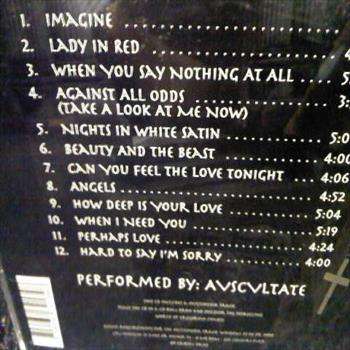 1. IMAGINE
2. LADY IN RED
3. WHEN YOU SAY NOTHING AT ALL
4. AGAINST ALL ODDS
(TAKE A LOOK AT ME NOW)
5. NIGHTS IN WHITE SATIN
6. BEAUTY AND THE BEAST ........... 4:00
7. CAN YOU FEEL THE LOVE TONIGHT ... 4:06
8. ANGELS ........... 4:52
9. HOW DEEP IS YOUR LOVE ........... 5:04
10. WHEN I NEED YOU ........... 5:19
11. PERHAPS LOVE ........... 4:24
12. HARD TO SAY I'M SORRY ........... 4:00
PERFORMED BY: AVSCVLTATE